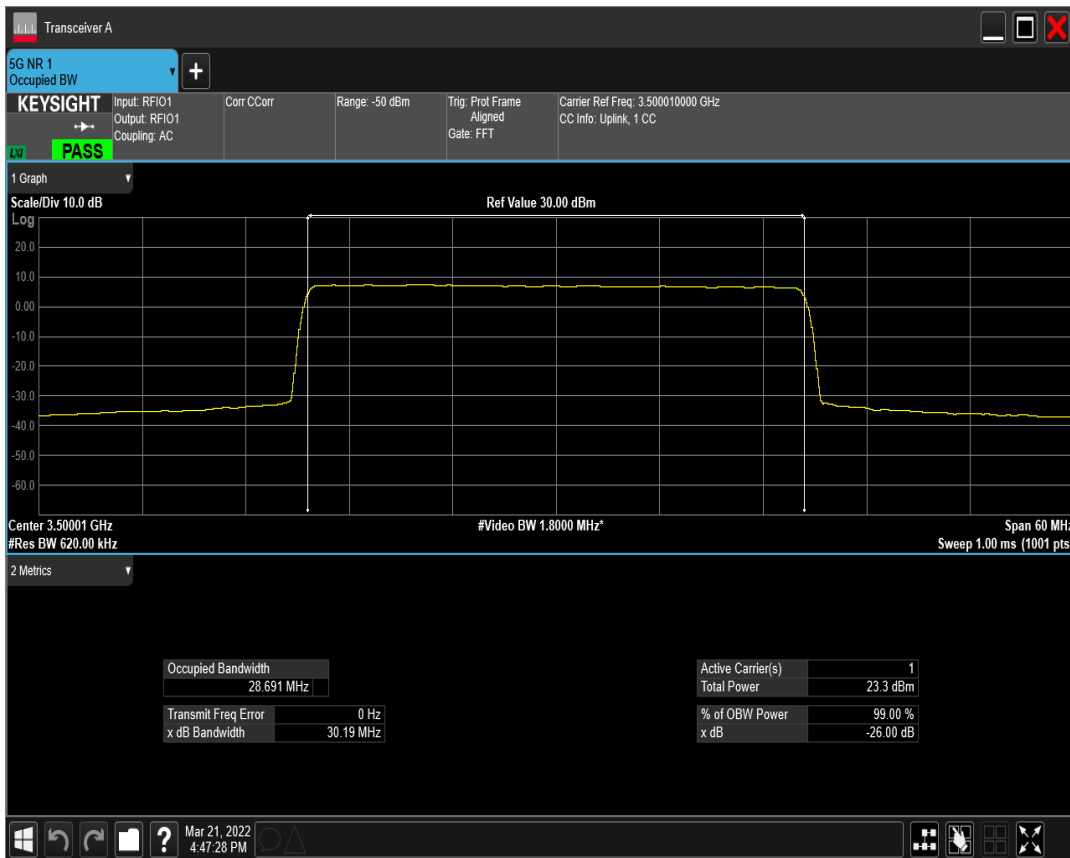 Transceiver A
5G NR 1
Occupied BW
KEYSIGHT
LXI
PASS
Input: RFIO1
Output: RFIO1
Coupling: AC
Corr CCorr
Range: -50 dBm
Trig: Prot Frame
Aligned
Gate: FFT
Carrier Ref Freq: 3.500010000 GHz
CC Info: Uplink, 1 CC
1 Graph
Scale/Div 10.0 dB
Ref Value 30.00 dBm
Log
20.0
10.0
0.00
-10.0
-20.0
-30.0
-40.0
-50.0
-60.0
Center 3.50001 GHz
#Video BW 1.8000 MHz*
Span 60 MHz
#Res BW 620.00 kHz
Sweep 1.00 ms (1001 pts
2 Metrics
Occupied Bandwidth
28.691 MHz
Transmit Freq Error 0 Hz
x dB Bandwidth 30.19 MHz
Active Carrier(s) 1
Total Power 23.3 dBm
% of OBW Power 99.00 %
x dB -26.00 dB
?
Mar 21, 2022
4:47:28 PM